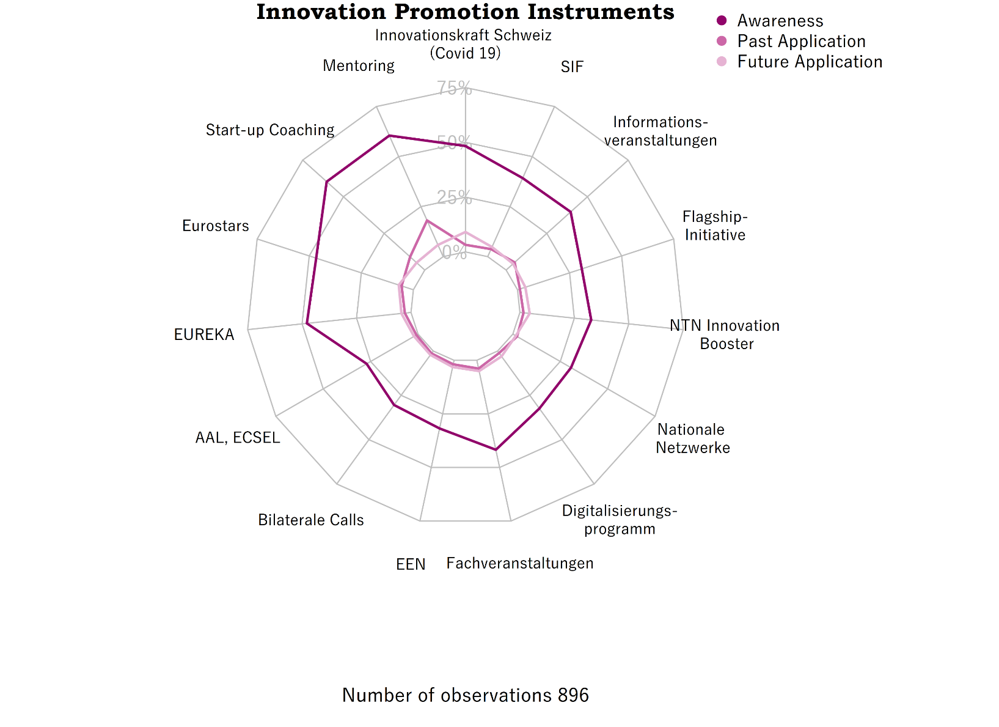 Innovation Promotion Instruments
Awareness
Past Application
Future Application
Innovationskraft Schweiz
(Covid 19)
Mentoring
SIF
75%
Start-up Coaching
Informations-
veranstaltungen
50%
25%
Eurostars
Flagship-
Initiative
0%
EUREKA
NTN Innovation
Booster
AAL, ECSEL
Nationale
Netzwerke
Bilaterale Calls
Digitalisierungs-
programm
EEN
Fachveranstaltungen
Number of observations 896